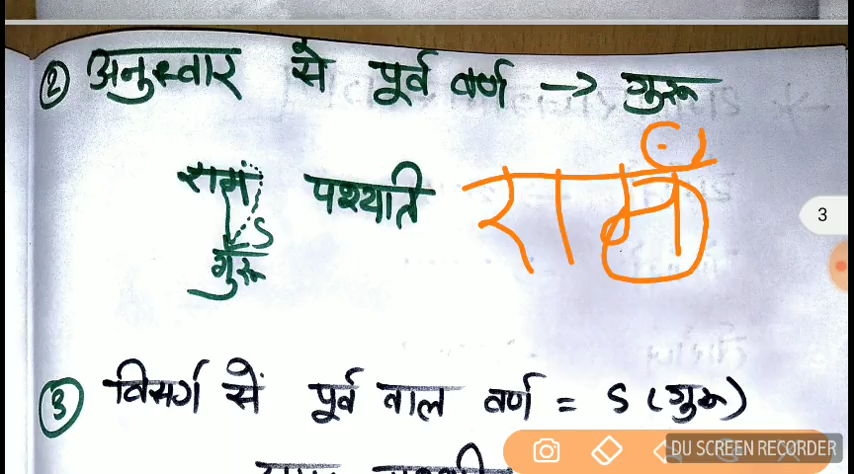 ② अनुस्वार से पूर्व वर्ण → गुरू
रामं पश्यति रामं
S
गुरू
3
③ विसर्ग सें पूर्व वाल वर्ण = S (गुरू)
DU SCREEN RECORDER